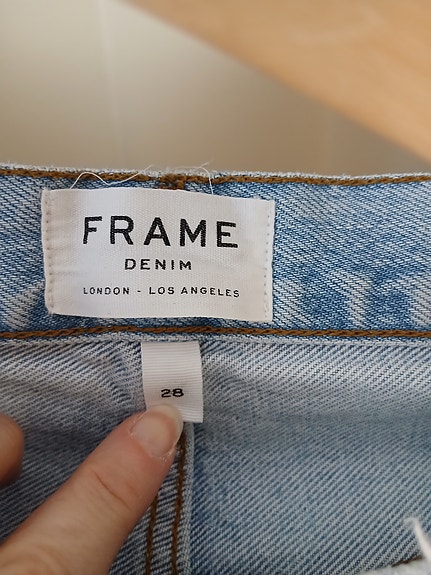 FRAME
DENIM
LONDON - LOS ANGELES
28